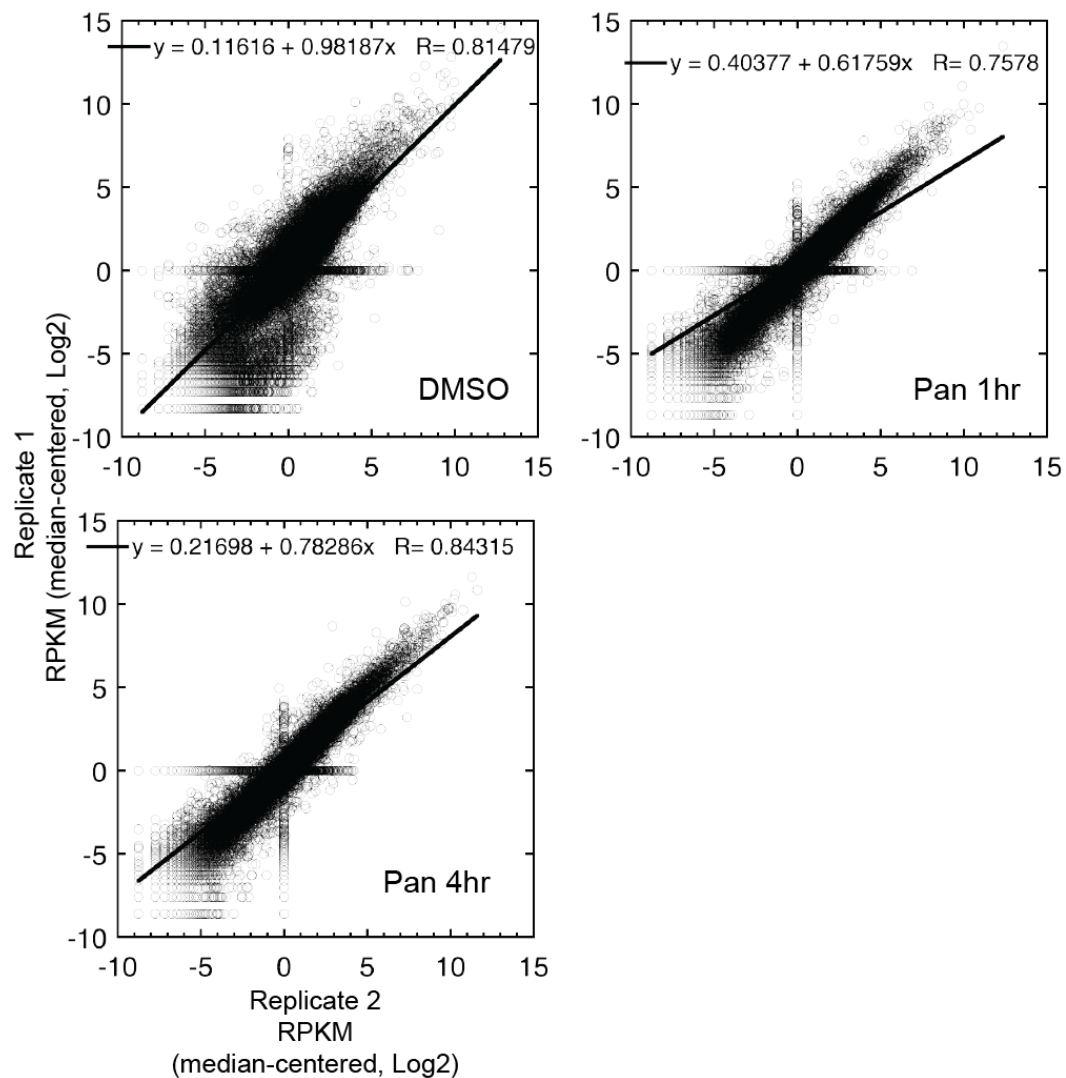 15
10
5
0
-5
-10
y = 0.11616 + 0.98187x R= 0.81479
DMSO
-10 -5 0 5 10 15
15
10
5
0
-5
-10
y = 0.40377 + 0.61759x R= 0.7578
Pan 1hr
-10 -5 0 5 10 15
Replicate 1
RPKM (median-centered, Log2)
15
10
5
0
-5
-10
y = 0.21698 + 0.78286x R= 0.84315
Pan 4hr
-10 -5 0 5 10 15
Replicate 2
RPKM
(median-centered, Log2)